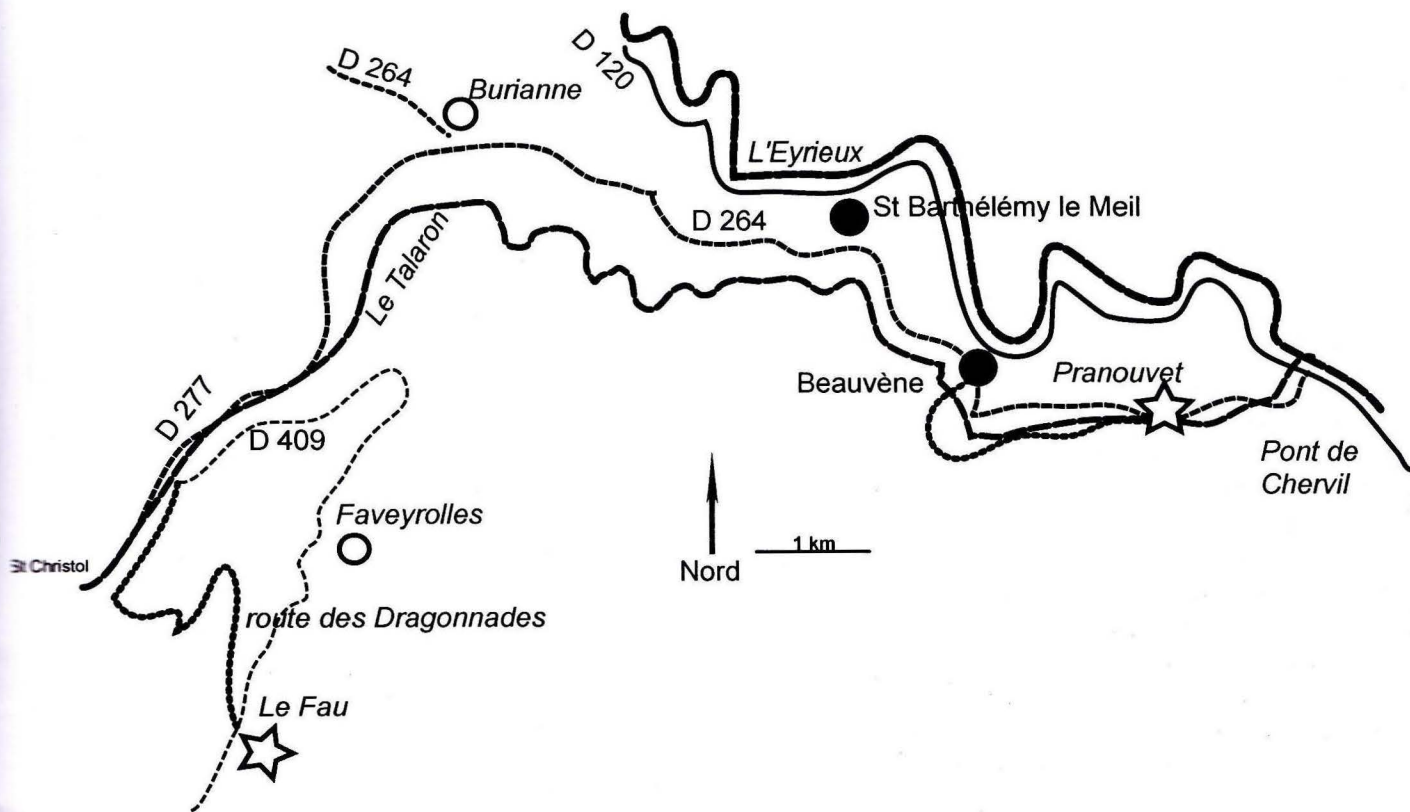 D 264
Burianne
D 120
L'Eyrieux
St Barthélémy le Meil
D 264
Le Talaron
Beauvène
Pranouvet
D 277
D 409
Pont de
Chervil
Faveyrolles
1 km
Nord
St Christol
route des Dragonnades
Le Fau